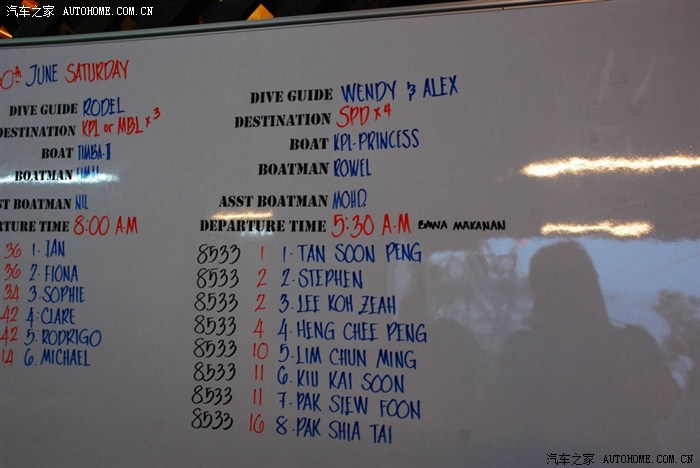 汽车之家 AUTOHOME.COM.CN
0th JUNE SATURDAY
DIVE GUIDE RODEL
DESTINATION KPL or MBL x3
BOAT TIMBA-II
BOATMAN
ST BOATMAN NIL
ARTURE TIME 8:00 A.M
36 1. IAN
36 2. FIONA
34 3. SOPHIE
42 4. CLARE
42 5. RODRIGO
14 6. MICHAEL
DIVE GUIDE WENDY & ALEX
DESTINATION SPD x4
BOAT KPL-PRINCESS
BOATMAN ROWEL
ASST BOATMAN MOHD
DEPARTURE TIME 5:30 A.M BAWA MAKANAN
8533 1 1. TAN SOON PENG
8533 2 2. STEPHEN
8533 2 3. LEE KOH ZEAH
8533 4 4. HENG CHEE PENG
8533 10 5. LIM CHUN MING
8533 11 6. KIU KAI SOON
8533 11 7. PAK SIEW FOON
8533 16 8. PAK SHIA TAI
汽车之家 AUTOHOME.COM.CN